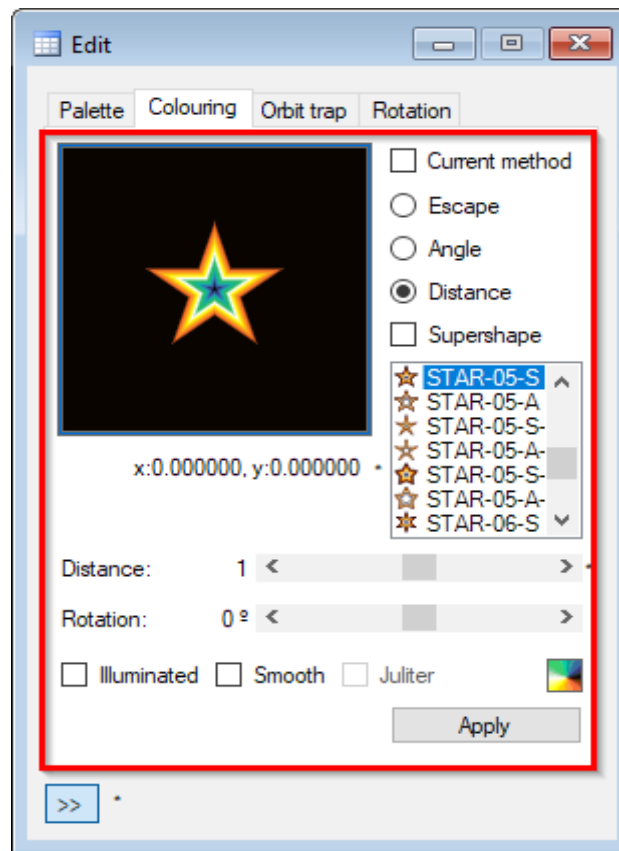 Edit
Palette Colouring Orbit trap Rotation
Current method
Escape
Angle
Distance
Supershape
STAR-05-S
STAR-05-A
STAR-05-S-
STAR-05-A-
STAR-05-S-
STAR-05-A-
STAR-06-S
x:0.000000, y:0.000000 *
Distance: 1
Rotation: 0 º
Illuminated Smooth Juliter
Apply
>> *